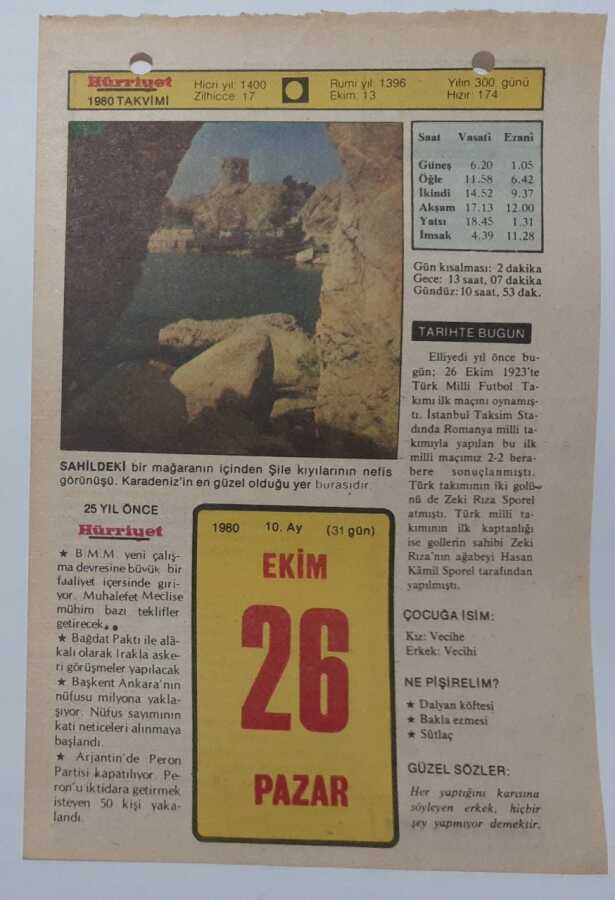 Hürriyet
1980 TAKVİMİ
Hicri yıl: 1400
Zilhicce: 17
Rumi yıl: 1396
Ekim: 13
Yılın 300. günü
Hızır: 174
Saat Vasati Ezani
Güneş 6.20 1.05
Öğle 11.58 6.42
İkindi 14.52 9.37
Akşam 17.13 12.00
Yatsı 18.45 1.31
İmsak 4.39 11.28
Gün kısalması: 2 dakika
Gece: 13 saat, 07 dakika
Gündüz: 10 saat, 53 dak.
SAHİLDEKİ bir mağaranın içinden Şile kıyılarının nefis
görünüşü. Karadeniz'in en güzel olduğu yer burasıdır.
TARİHTE BUGÜN
Elliyedi yıl önce bu-
gün; 26 Ekim 1923'te
Türk Milli Futbol Ta-
kımı ilk maçını oynamış-
tı. İstanbul Taksim Sta-
dında Romanya milli ta-
kımıyla yapılan bu ilk
milli maçımız 2-2 bera-
bere sonuçlanmıştı.
Türk takımının iki golü-
nü de Zeki Rıza Sporel
atmıştı. Türk milli ta-
kımının ilk kaptanlığı
ise gollerin sahibi Zeki
Rıza'nın ağabeyi Hasan
Kâmil Sporel tarafından
yapılmıştı.
25 YIL ÖNCE
Hürriyet
★ B.M.M. yeni çalış-
ma devresine büyük bir
faaliyet içersinde giri-
yor. Muhalefet Meclise
mühim bazı teklifler
getirecek..
★ Bağdat Paktı ile alâ-
kalı olarak Irakla aske-
ri görüşmeler yapılacak
★ Başkent Ankara'nın
nüfusu milyona yakla-
şıyor. Nüfus sayımının
kati neticeleri alınmaya
başlandı.
★ Arjantin'de Peron
Partisi kapatılıyor. Pe-
ron'u iktidara getirmek
isteyen 50 kişi yaka-
landı.
1980 10. Ay (31 gün)
EKİM
26
PAZAR
ÇOCUĞA İSİM:
Kız: Vecihe
Erkek: Vecihi
NE PİŞİRELİM?
★ Dalyan köftesi
★ Bakla ezmesi
★ Sütlaç
GÜZEL SÖZLER:
Her yaptığını karısına
söyleyen erkek, hiçbir
şey yapmıyor demektir.